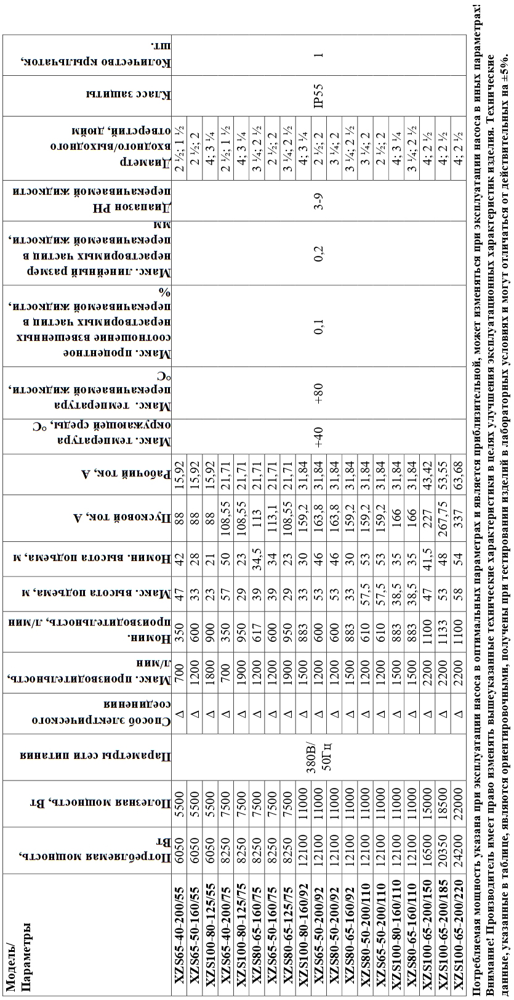 Модель/
Параметры
Потребляемая мощность,
Вт
Полезная мощность, Вт
Параметры сети питания
Способ электрического
соединения
Макс. производительность,
л/мин
Номин.
производительность, л/мин
Макс. высота подъема, м
Номин. высота подъема, м
Пусковой ток, А
Рабочий ток, А
Макс. температура
окружающей среды, °С
Макс. температура
перекачиваемой жидкости,
°С
Макс. процентное
соотношение взвешенных
нерастворимых частиц в
перекачиваемой жидкости,
%
Макс. линейный размер
нерастворимых частиц в
перекачиваемой жидкости,
мм
Диапазон PH
перекачиваемой жидкости
Диаметр
входного/выходного
отверстий, дюйм
Класс защиты
Количество крыльчаток,
шт.
XZS65-40-200/55 6050 5500 Δ 700 350 47 42 88 15,92 2 ½; 1 ½
XZS65-50-160/55 6050 5500 Δ 1200 600 33 28 88 15,92 2 ½; 2
XZS100-80-125/55 6050 5500 Δ 1800 900 23 21 88 15,92 4; 3 ¼
XZS65-40-200/75 8250 7500 Δ 700 350 57 50 108,55 21,71 2 ½; 1 ½
XZS100-80-125/75 8250 7500 Δ 1900 950 29 23 108,55 21,71 4; 3 ¼
XZS80-65-160/75 8250 7500 Δ 1200 617 39 34,5 113 21,71 3 ¼; 2 ½
XZS65-50-160/75 8250 7500 Δ 1200 600 39 34 113,1 21,71 2 ½; 2
XZS80-65-125/75 8250 7500 Δ 1900 950 29 23 108,55 21,71 3 ¼; 2 ½
XZS100-80-160/92 12100 11000 Δ 1500 883 33 30 159,2 31,84 4; 3 ¼
380В/
50Гц
XZS65-50-200/92 12100 11000 Δ 1200 600 53 46 163,8 31,84 +40 +80 0,1 0,2 3-9 2 ½; 2 IP55 1
XZS80-50-200/92 12100 11000 Δ 1200 600 53 46 163,8 31,84 3 ¼; 2
XZS80-65-160/92 12100 11000 Δ 1500 883 33 30 159,2 31,84 3 ¼; 2 ½
XZS80-50-200/110 12100 11000 Δ 1200 610 57,5 53 159,2 31,84 3 ¼; 2
XZS65-50-200/110 12100 11000 Δ 1200 610 57,5 53 159,2 31,84 2 ½; 2
XZS100-80-160/110 12100 11000 Δ 1500 883 38,5 35 166 31,84 4; 3 ¼
XZS80-65-160/110 12100 11000 Δ 1500 883 38,5 35 166 31,84 3 ¼; 2 ½
XZS100-65-200/150 16500 15000 Δ 2200 1100 47 41,5 227 43,42 4; 2 ½
XZS100-65-200/185 20350 18500 Δ 2200 1133 53 48 267,75 53,55 4; 2 ½
XZS100-65-200/220 24200 22000 Δ 2200 1100 58 54 337 63,68 4; 2 ½
Потребляемая мощность указана при эксплуатации насоса в оптимальных параметрах и является приблизительной, может изменяться при эксплуатации насоса в иных параметрах!
Внимание! Производитель имеет право изменять вышеуказанные технические характеристики в целях улучшения эксплуатационных характеристик изделия. Технические
данные, указанные в таблице, являются ориентировочными, получены при тестировании изделий в лабораторных условиях и могут отличаться от действительных на ±5%.